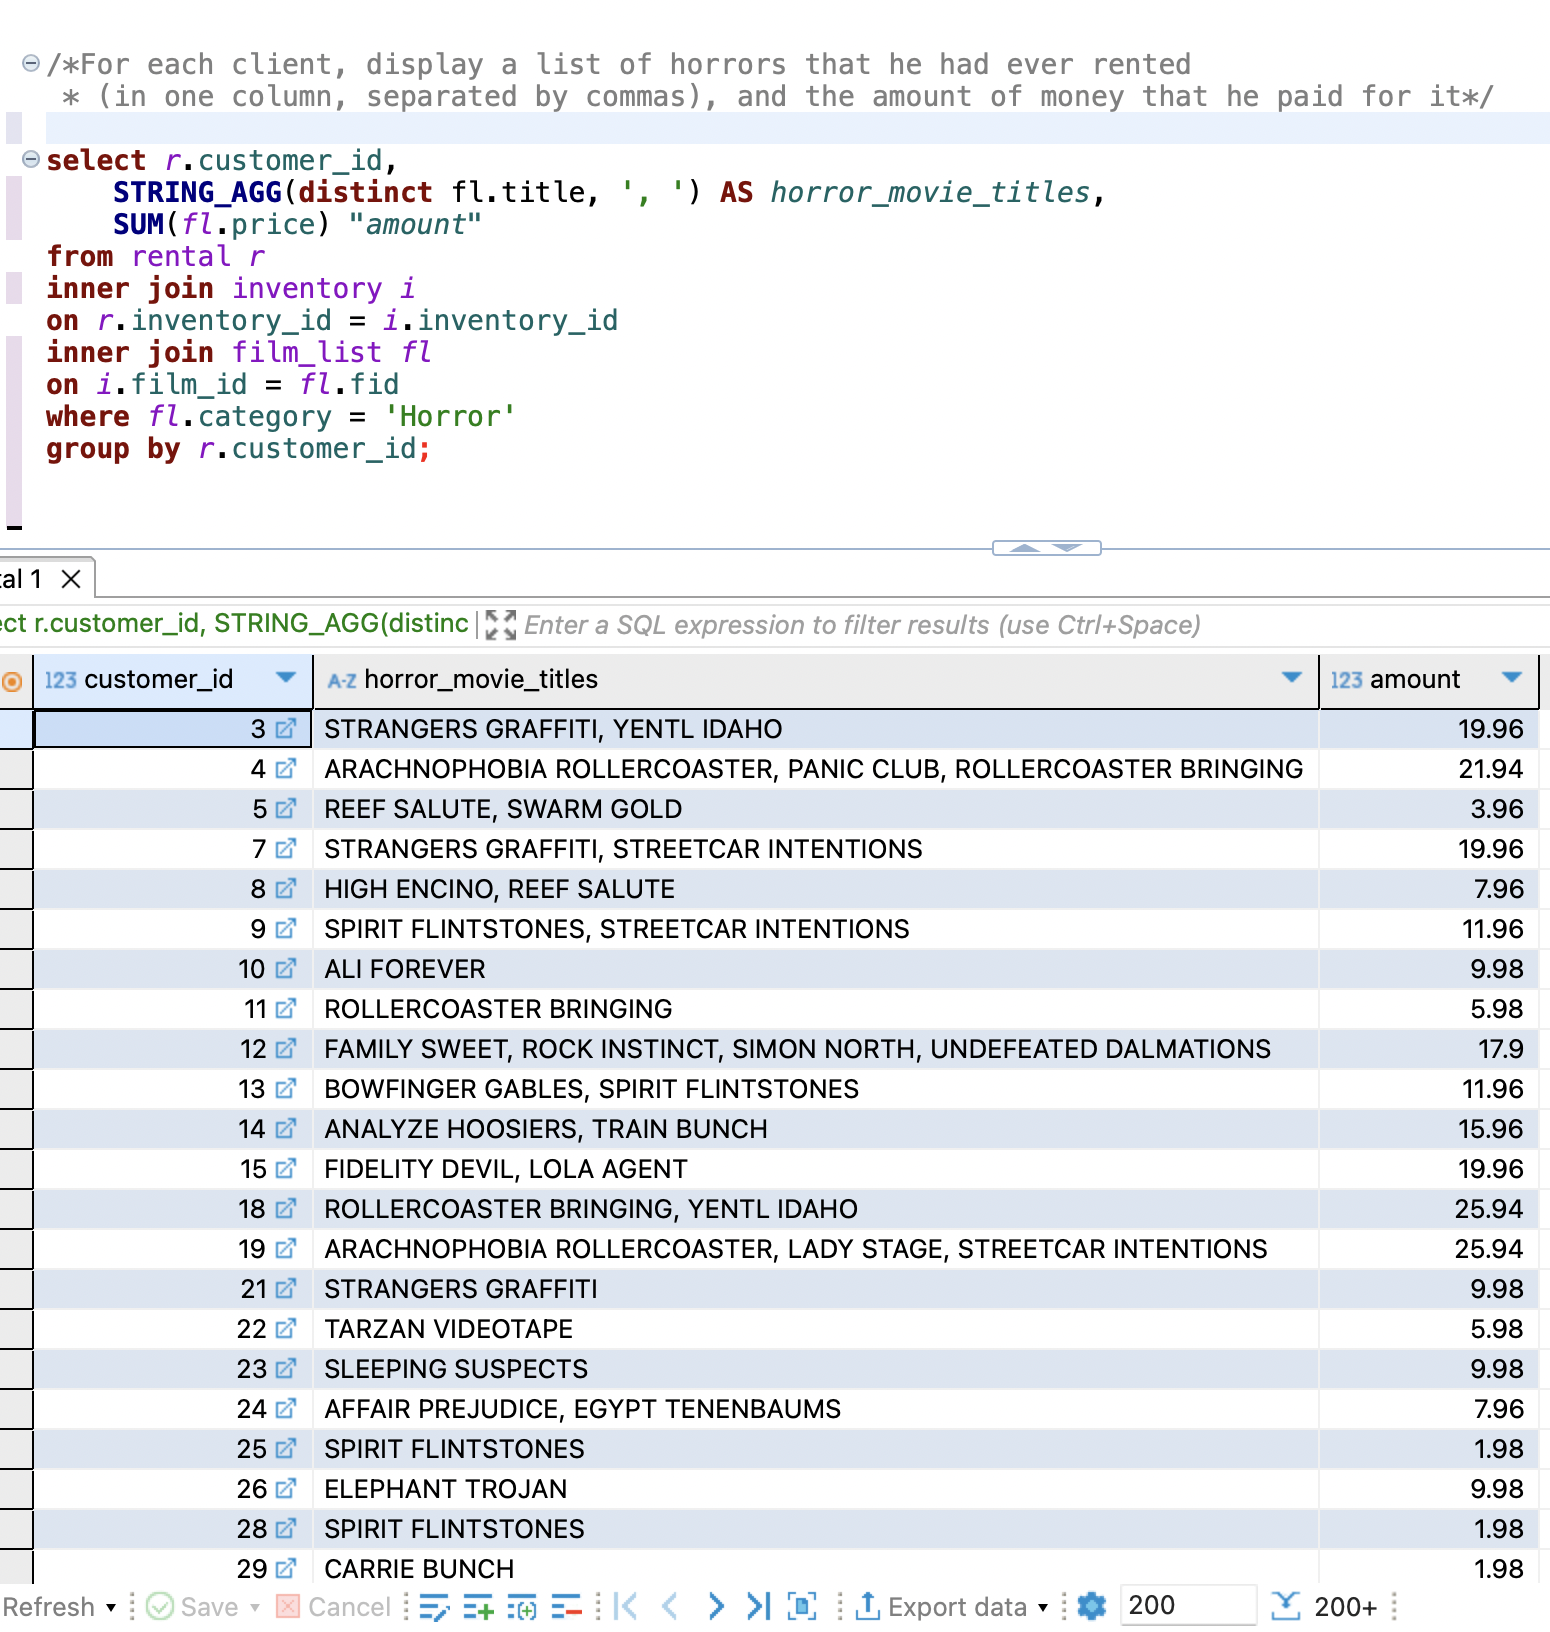 /*For each client, display a list of horrors that he had ever rented
* (in one column, separated by commas), and the amount of money that he paid for it*/
select r.customer_id,
STRING_AGG(distinct fl.title, ', ') AS horror_movie_titles,
SUM(fl.price) "amount"
from rental r
inner join inventory i
on r.inventory_id = i.inventory_id
inner join film_list fl
on i.film_id = fl.fid
where fl.category = 'Horror'
group by r.customer_id;
tal 1
ect r.customer_id, STRING_AGG(distinc Enter a SQL expression to filter results (use Ctrl+Space)
123 customer_id A-Z horror_movie_titles 123 amount
3 STRANGERS GRAFFITI, YENTL IDAHO 19.96
4 ARACHNOPHOBIA ROLLERCOASTER, PANIC CLUB, ROLLERCOASTER BRINGING 21.94
5 REEF SALUTE, SWARM GOLD 3.96
7 STRANGERS GRAFFITI, STREETCAR INTENTIONS 19.96
8 HIGH ENCINO, REEF SALUTE 7.96
9 SPIRIT FLINTSTONES, STREETCAR INTENTIONS 11.96
10 ALI FOREVER 9.98
11 ROLLERCOASTER BRINGING 5.98
12 FAMILY SWEET, ROCK INSTINCT, SIMON NORTH, UNDEFEATED DALMATIONS 17.9
13 BOWFINGER GABLES, SPIRIT FLINTSTONES 11.96
14 ANALYZE HOOSIERS, TRAIN BUNCH 15.96
15 FIDELITY DEVIL, LOLA AGENT 19.96
18 ROLLERCOASTER BRINGING, YENTL IDAHO 25.94
19 ARACHNOPHOBIA ROLLERCOASTER, LADY STAGE, STREETCAR INTENTIONS 25.94
21 STRANGERS GRAFFITI 9.98
22 TARZAN VIDEOTAPE 5.98
23 SLEEPING SUSPECTS 9.98
24 AFFAIR PREJUDICE, EGYPT TENENBAUMS 7.96
25 SPIRIT FLINTSTONES 1.98
26 ELEPHANT TROJAN 9.98
28 SPIRIT FLINTSTONES 1.98
29 CARRIE BUNCH 1.98
Refresh Save Cancel Export data 200 200+